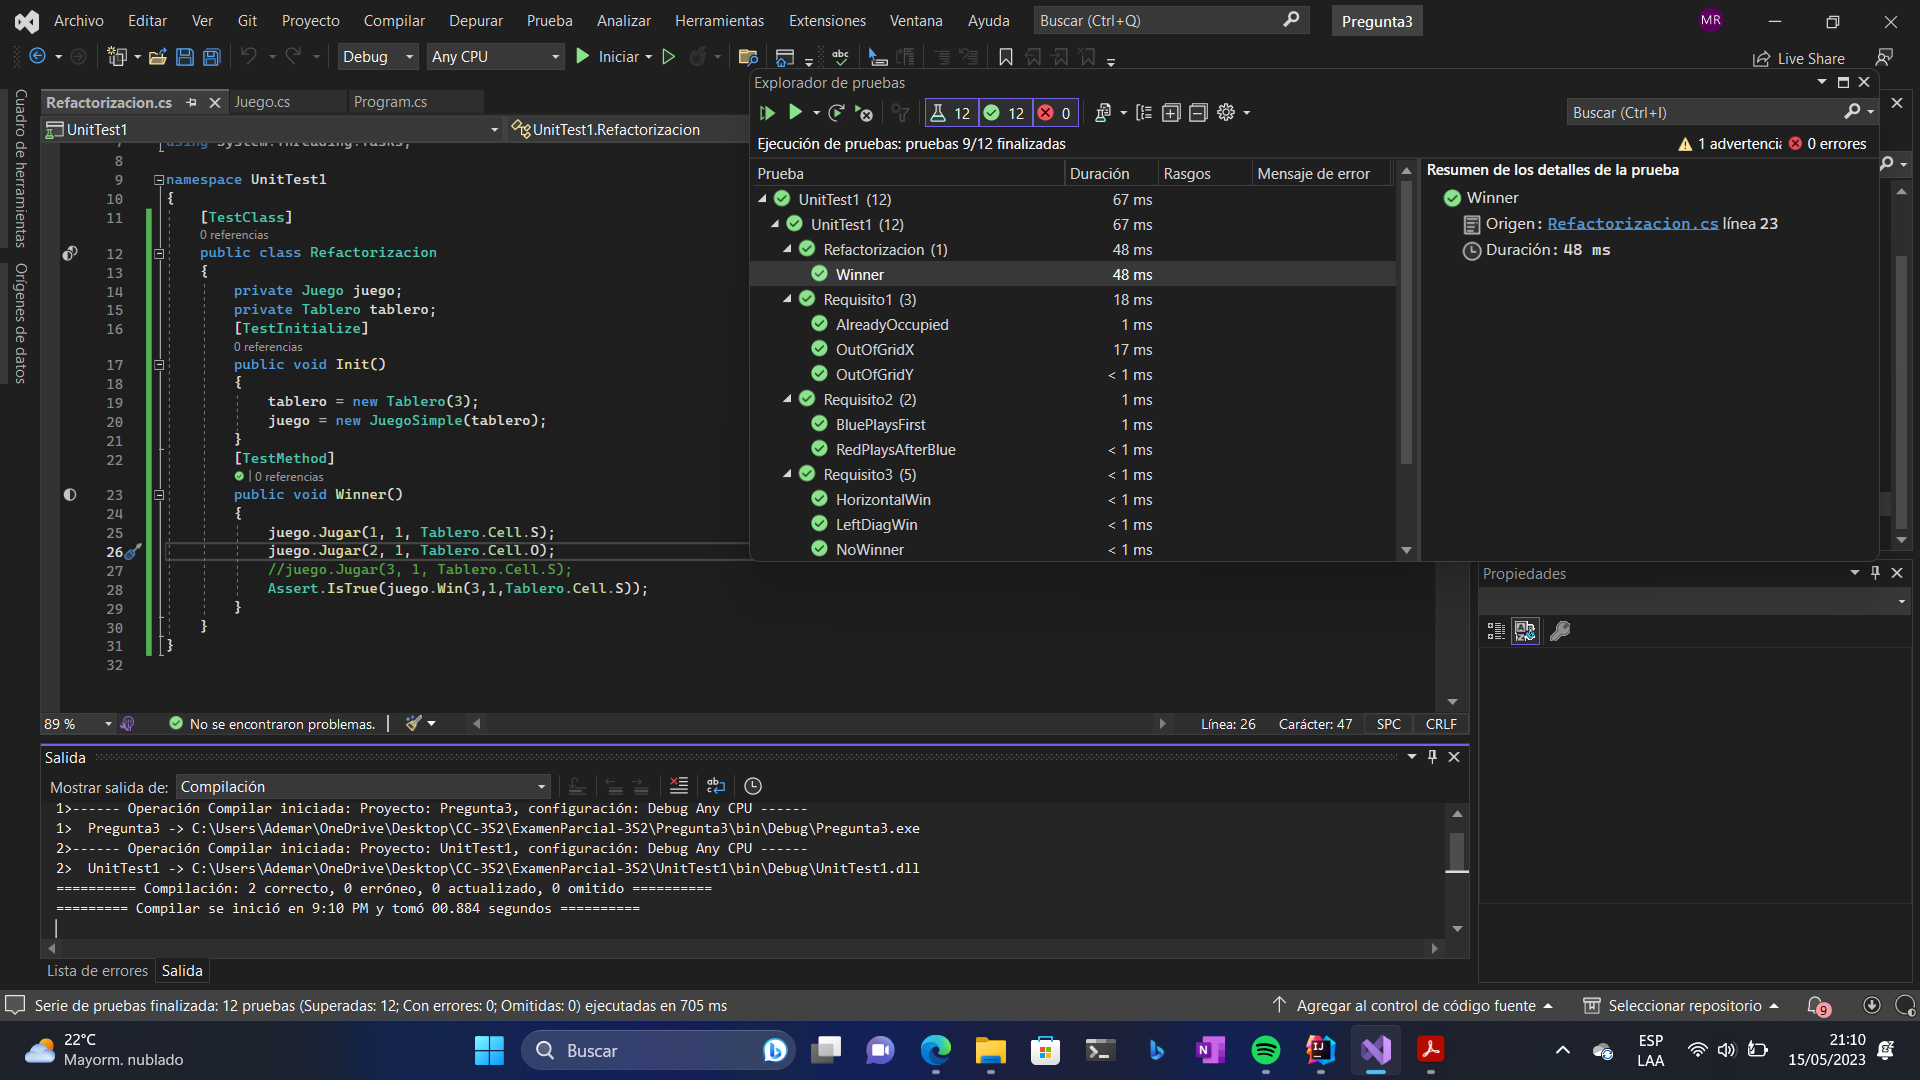 Archivo Editar Ver Git Proyecto Compilar Depurar Prueba Analizar Herramientas Extensiones Ventana Ayuda Buscar (Ctrl+Q) Pregunta3 MR
Debug Any CPU Iniciar Live Share
Cuadro de herramientas
Orígenes de datos
Refactorizacion.cs Juego.cs Program.cs
UnitTest1 UnitTest1.Refactorizacion
7 using System.Threading.Tasks;
8
9 namespace UnitTest1
10 {
11 [TestClass]
0 referencias
12 public class Refactorizacion
13 {
14 private Juego juego;
15 private Tablero tablero;
16 [TestInitialize]
0 referencias
17 public void Init()
18 {
19 tablero = new Tablero(3);
20 juego = new JuegoSimple(tablero);
21 }
22 [TestMethod]
| 0 referencias
23 public void Winner()
24 {
25 juego.Jugar(1, 1, Tablero.Cell.S);
26 juego.Jugar(2, 1, Tablero.Cell.O);
27 //juego.Jugar(3, 1, Tablero.Cell.S);
28 Assert.IsTrue(juego.Win(3,1,Tablero.Cell.S));
29 }
30 }
31 }
32
89 % No se encontraron problemas. Línea: 26 Carácter: 47 SPC CRLF
Explorador de pruebas
12 12 0 Buscar (Ctrl+I)
Ejecución de pruebas: pruebas 9/12 finalizadas 1 advertencia 0 errores
Prueba Duración Rasgos Mensaje de error
UnitTest1 (12) 67 ms
UnitTest1 (12) 67 ms
Refactorizacion (1) 48 ms
Winner 48 ms
Requisito1 (3) 18 ms
AlreadyOccupied 1 ms
OutOfGridX 17 ms
OutOfGridY < 1 ms
Requisito2 (2) 1 ms
BluePlaysFirst 1 ms
RedPlaysAfterBlue < 1 ms
Requisito3 (5) < 1 ms
HorizontalWin < 1 ms
LeftDiagWin < 1 ms
NoWinner < 1 ms
Resumen de los detalles de la prueba
Winner
Origen: Refactorizacion.cs línea 23
Duración: 48 ms
Propiedades
Salida
Mostrar salida de: Compilación
1>------ Operación Compilar iniciada: Proyecto: Pregunta3, configuración: Debug Any CPU ------
1> Pregunta3 -> C:\Users\Ademar\OneDrive\Desktop\CC-3S2\ExamenParcial-3S2\Pregunta3\bin\Debug\Pregunta3.exe
2>------ Operación Compilar iniciada: Proyecto: UnitTest1, configuración: Debug Any CPU ------
2> UnitTest1 -> C:\Users\Ademar\OneDrive\Desktop\CC-3S2\ExamenParcial-3S2\UnitTest1\bin\Debug\UnitTest1.dll
========== Compilación: 2 correcto, 0 erróneo, 0 actualizado, 0 omitido ==========
========= Compilar se inició en 9:10 PM y tomó 00.884 segundos ==========
Lista de errores Salida
Serie de pruebas finalizada: 12 pruebas (Superadas: 12; Con errores: 0; Omitidas: 0) ejecutadas en 705 ms Agregar al control de código fuente Seleccionar repositorio 9
22°C
Mayorm. nublado
Buscar
ESP
LAA
21:10
15/05/2023